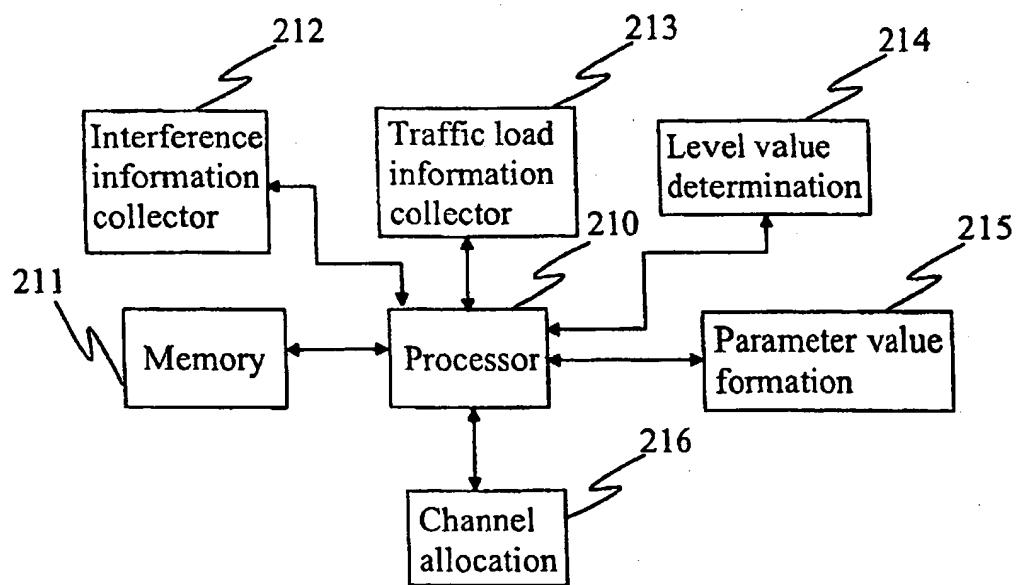 212
213
214
Interference
information
collector
Traffic load
information
collector
Level value
determination
210
215
211
Memory
Processor
Parameter value
formation
216
Channel
allocation